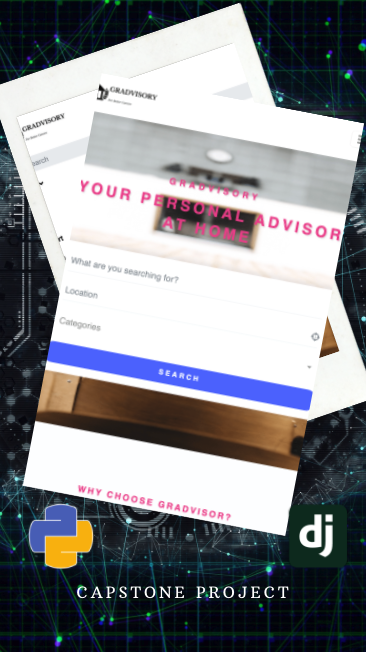 GRADVISORY
GRADVISORY
earch
GRADVISORY
YOUR PERSONAL ADVISOR
AT HOME
What are you searching for?
Location
Categories
SEARCH
WHY CHOOSE GRADVISOR?
dj
CAPSTONE PROJECT